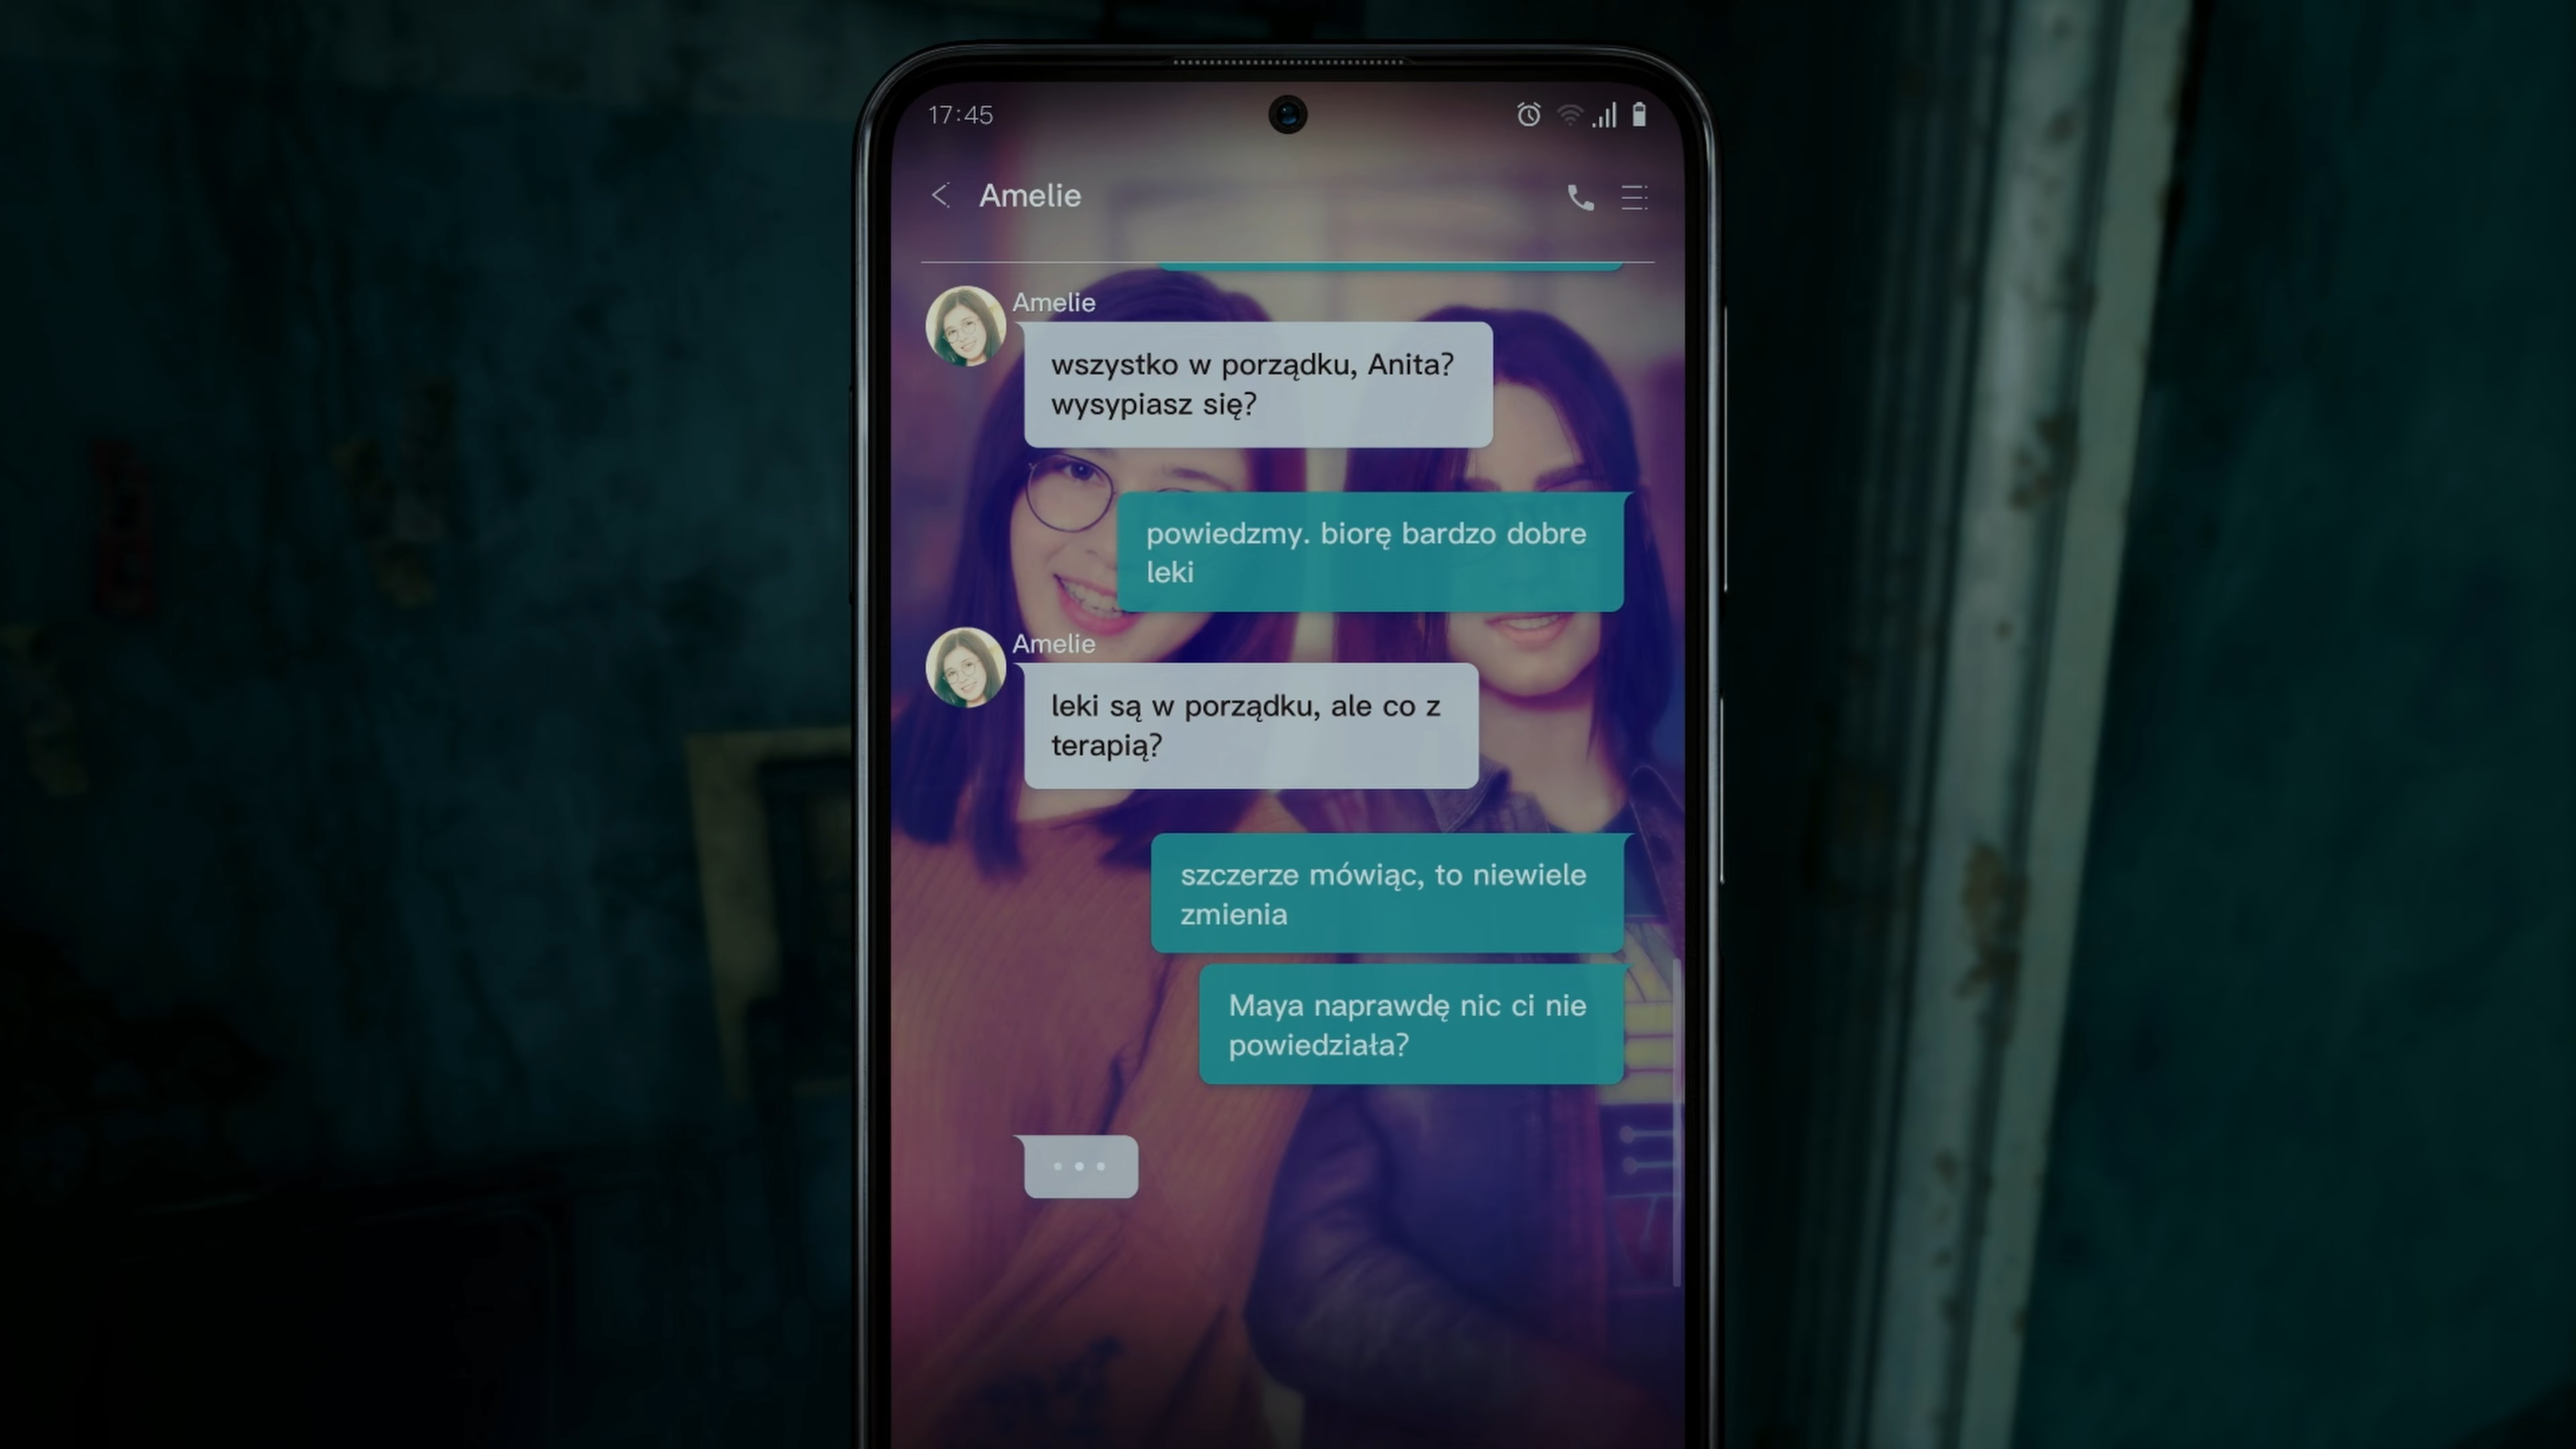 17:45
Amelie
Amelie
wszystko w porządku, Anita?
wysypiasz się?
powiedzmy. biorę bardzo dobre
leki
Amelie
leki są w porządku, ale co z
terapią?
szczerze mówiąc, to niewiele
zmienia
Maya naprawdę nic ci nie
powiedziała?